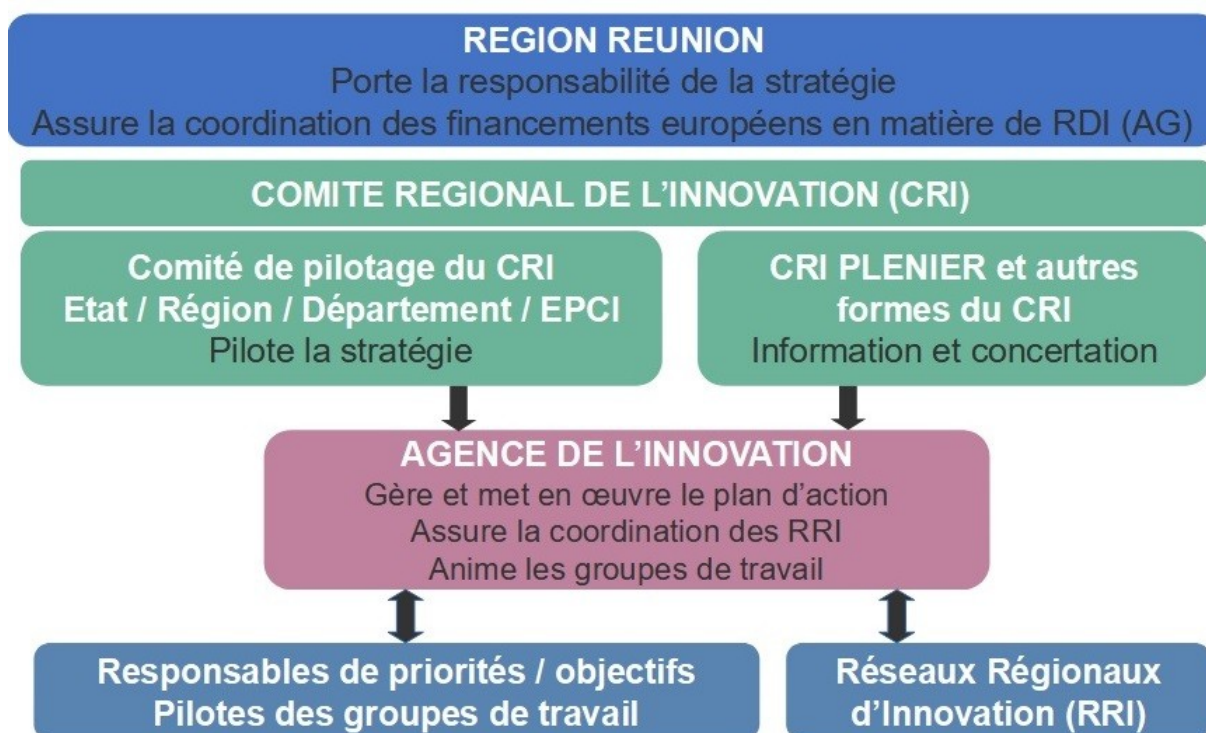 REGION REUNION
Porte la responsabilité de la stratégie
Assure la coordination des financements européens en matière de RDI (AG)
COMITE REGIONAL DE L'INNOVATION (CRI)
Comité de pilotage du CRI
Etat / Région / Département / EPCI
Pilote la stratégie
CRI PLENIER et autres
formes du CRI
Information et concertation
AGENCE DE L'INNOVATION
Gère et met en œuvre le plan d'action
Assure la coordination des RRI
Anime les groupes de travail
Responsables de priorités / objectifs
Pilotes des groupes de travail
Réseaux Régionaux
d'Innovation (RRI)